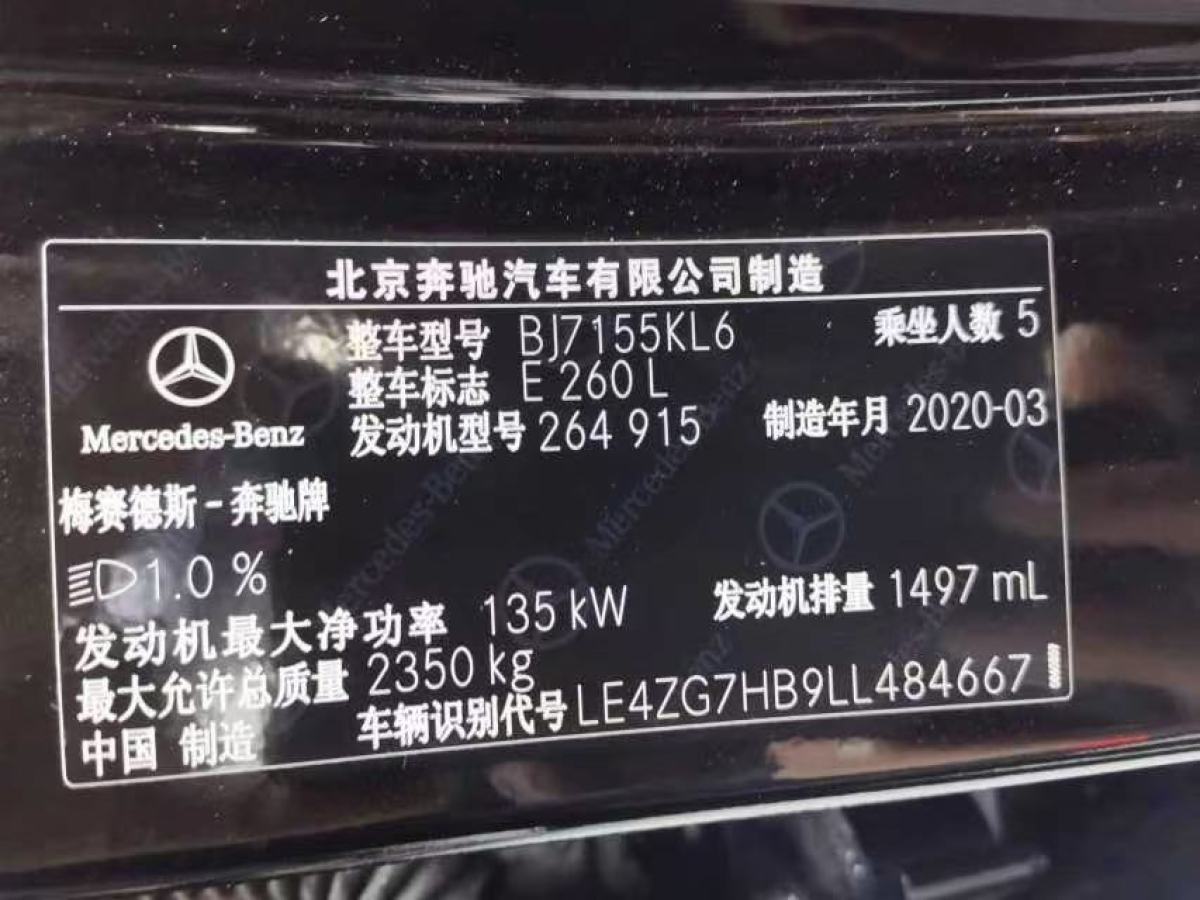 北京奔驰汽车有限公司制造
整车型号 BJ7155KL6 乘坐人数 5
整车标志 E 260 L
发动机型号 264 915 制造年月 2020-03
Mercedes-Benz
梅赛德斯-奔驰牌
1.0 %
发动机最大净功率 135 kW 发动机排量 1497 mL
最大允许总质量 2350 kg
中国 制造 车辆识别代号 LE4ZG7HB9LL484667